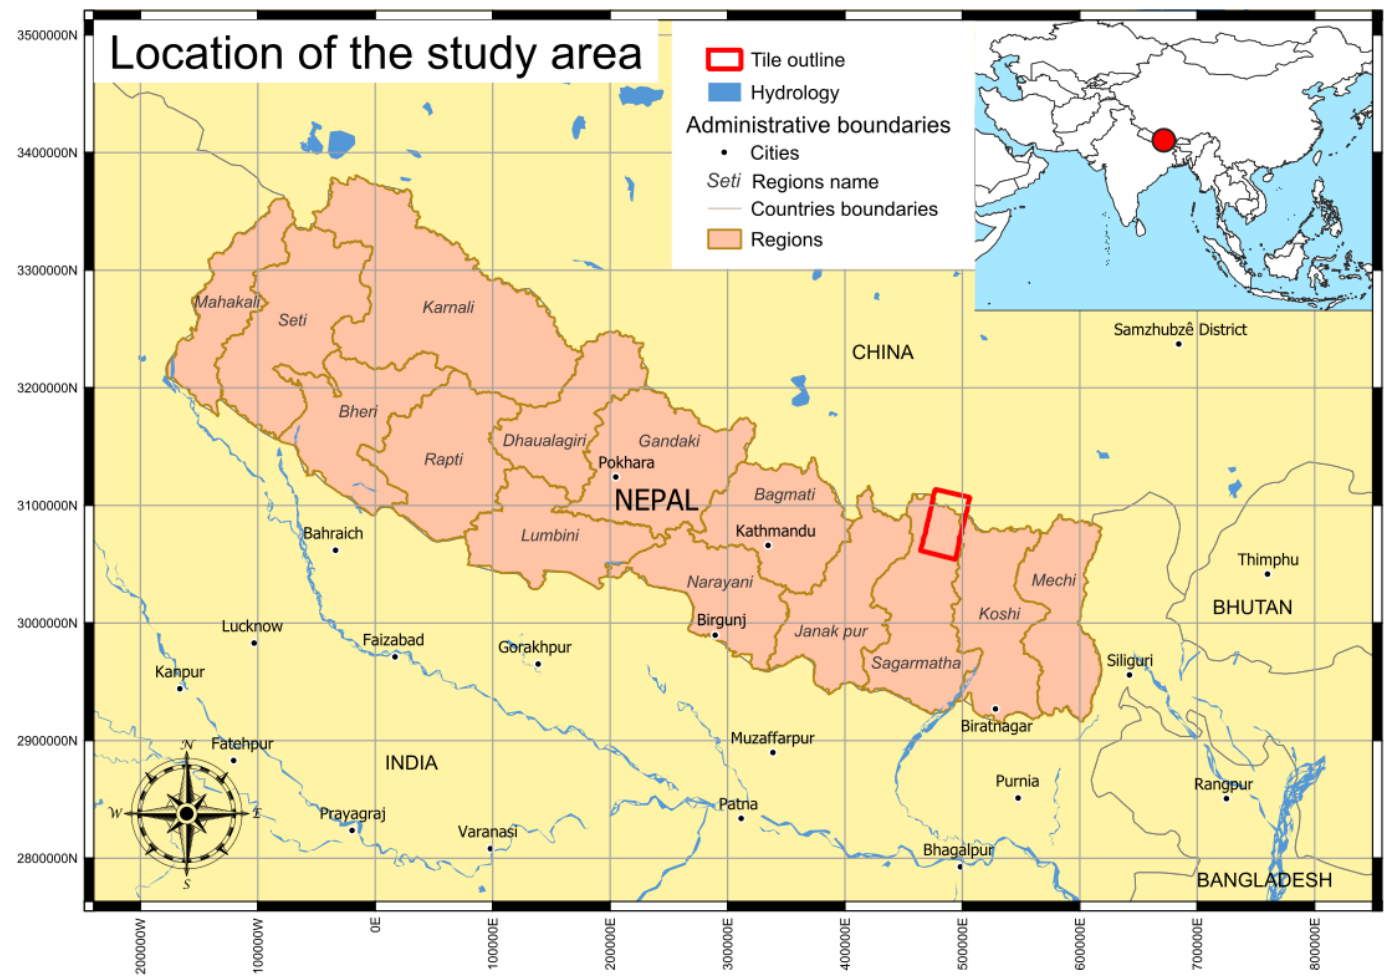 Location of the study area
Tile outline
Hydrology
Administrative boundaries
Cities
Seti Regions name
Countries boundaries
Regions
3500000N
3400000N
3300000N
3200000N
3100000N
3000000N
2900000N
2800000N
Mahakali
Seti
Karnali
CHINA
Samzhubzê District
Bheri
Rapti
Dhaualagiri
Gandaki
Pokhara
NEPAL
Bagmati
Kathmandu
Lumbini
Bahraich
Narayani
Birgunj
Janak pur
Sagarmatha
Koshi
Mechi
Thimphu
BHUTAN
Lucknow
Faizabad
Gorakhpur
Kanpur
Siliguri
Biratnagar
Fatehpur
INDIA
Muzaffarpur
Purnia
Rangpur
Prayagraj
Varanasi
Patna
Bhagalpur
BANGLADESH
N
W
E
S
200000W
100000W
0E
100000E
200000E
300000E
400000E
500000E
600000E
700000E
800000E